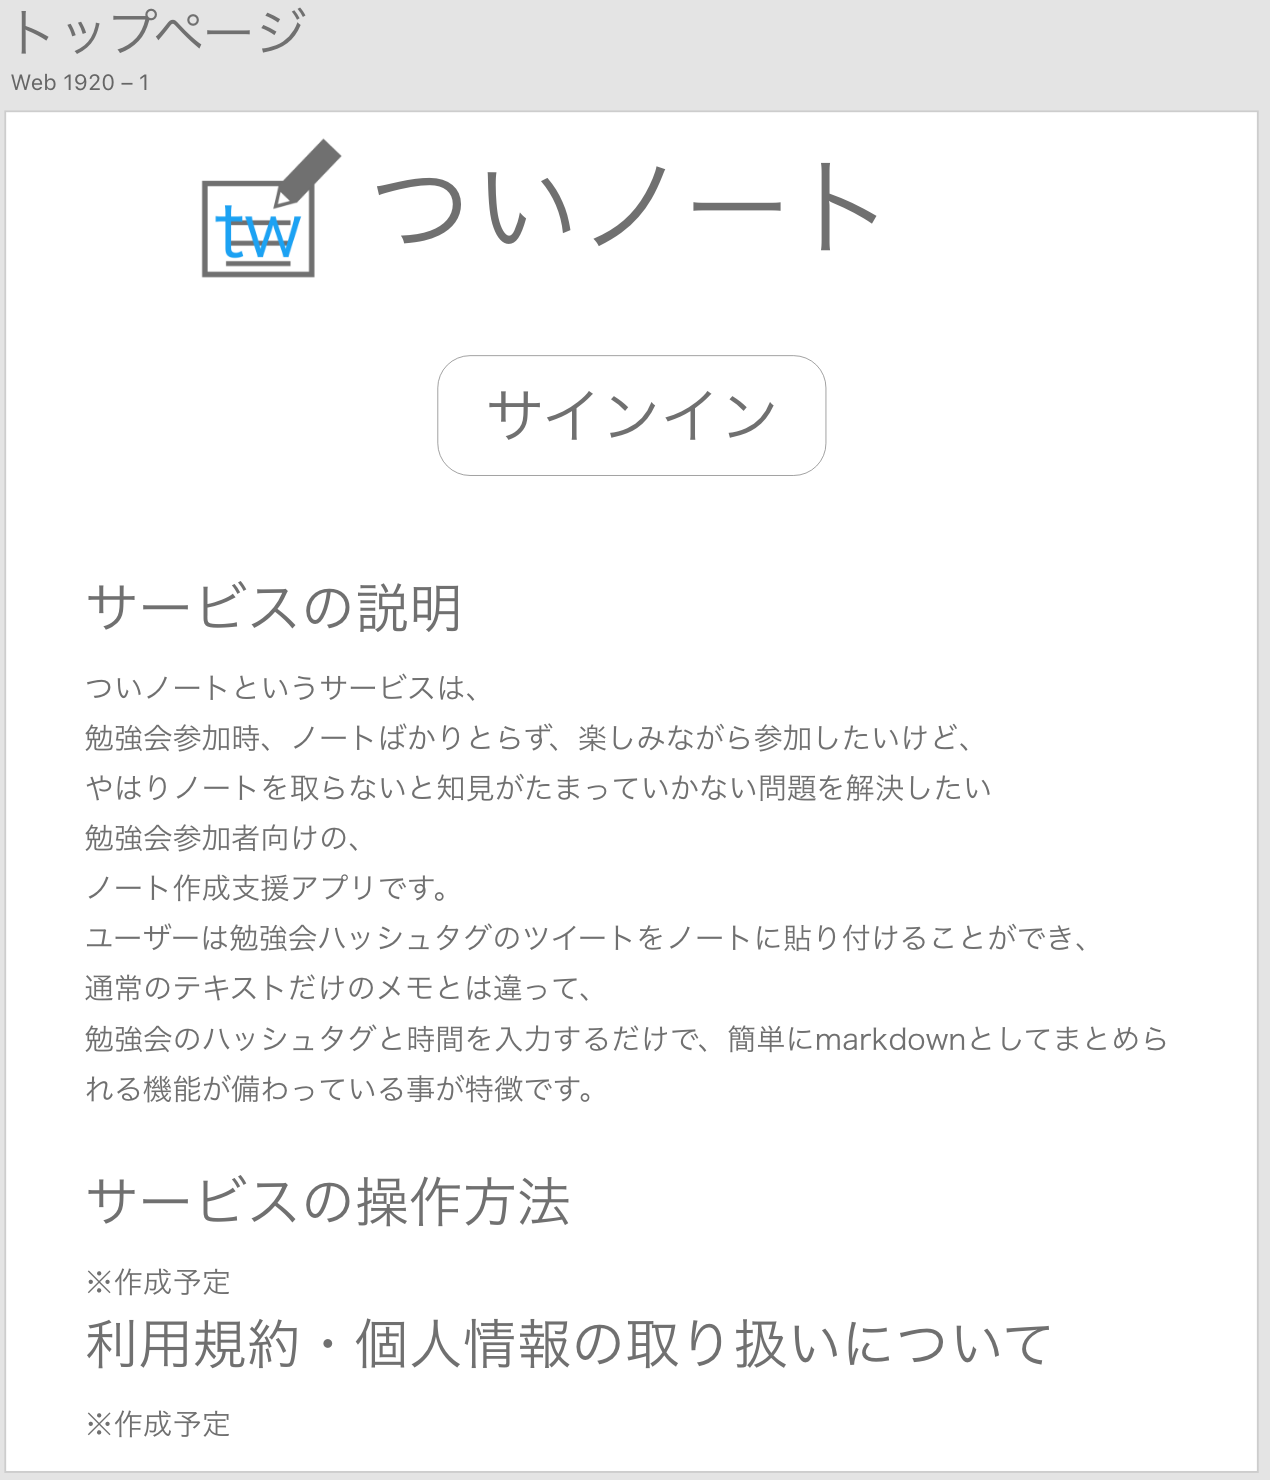 トップページ
Web 1920 – 1
tw
ついノート
サインイン
サービスの説明
ついノートというサービスは、
勉強会参加時、ノートばかりとらず、楽しみながら参加したいけど、
やはりノートを取らないと知見がたまっていかない問題を解決したい
勉強会参加者向けの、
ノート作成支援アプリです。
ユーザーは勉強会ハッシュタグのツイートをノートに貼り付けることができ、
通常のテキストだけのメモとは違って、
勉強会のハッシュタグと時間を入力するだけで、簡単にmarkdownとしてまとめら
れる機能が備わっている事が特徴です。
サービスの操作方法
※作成予定
利用規約・個人情報の取り扱いについて
※作成予定